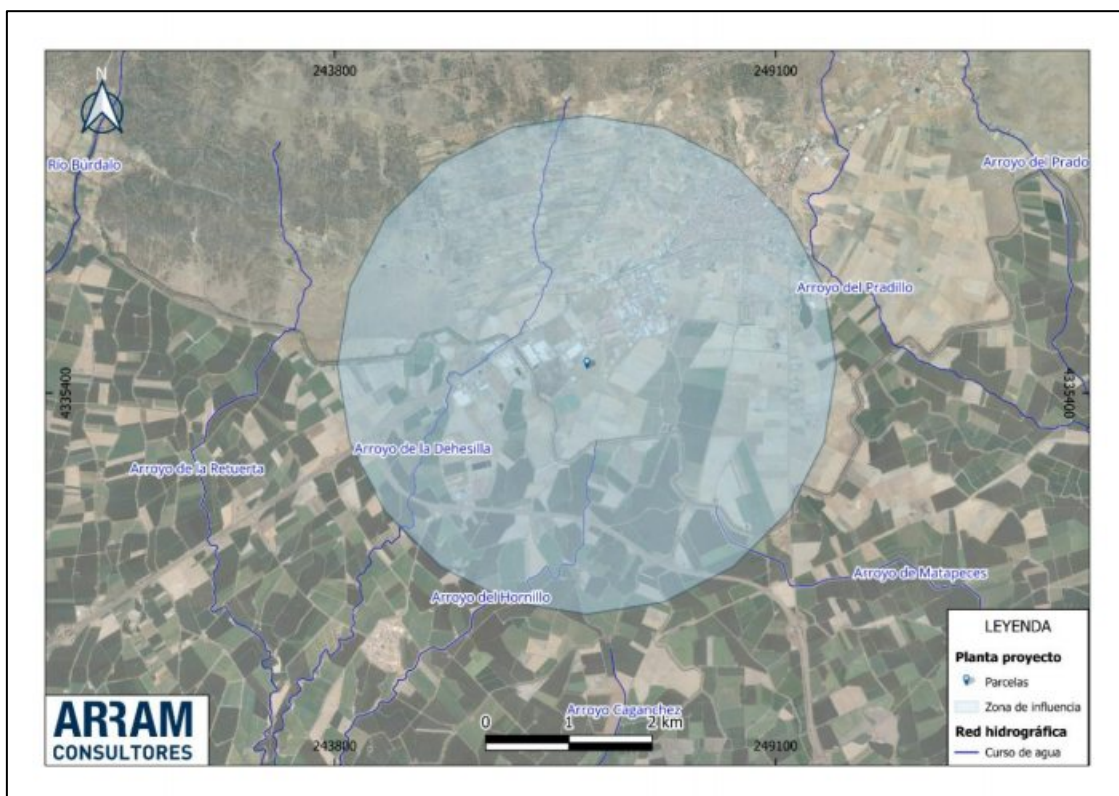 243800
249100
N
Río Búrdalo
Arroyo del Prado
Arroyo del Pradillo
4335400
4335400
Arroyo de la Dehesilla
Arroyo de la Retuerta
Arroyo de Matapeces
Arroyo del Hornillo
Arroyo Caganchez
LEYENDA
Planta proyecto
Parcelas
Zona de influencia
Red hidrográfica
Curso de agua
ARRAM
CONSULTORES
0 1 2 km
243800
249100